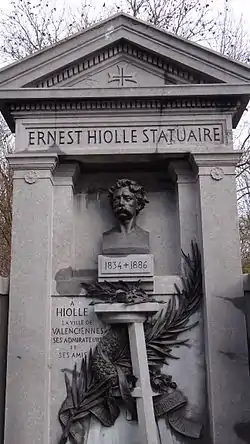 ERNEST HIOLLE STATUAIRE
1834+1886
A
HIOLLE
LA VILLE DE
VALENCIENNES
SES ADMIRATEURS
ET
SES AMIS